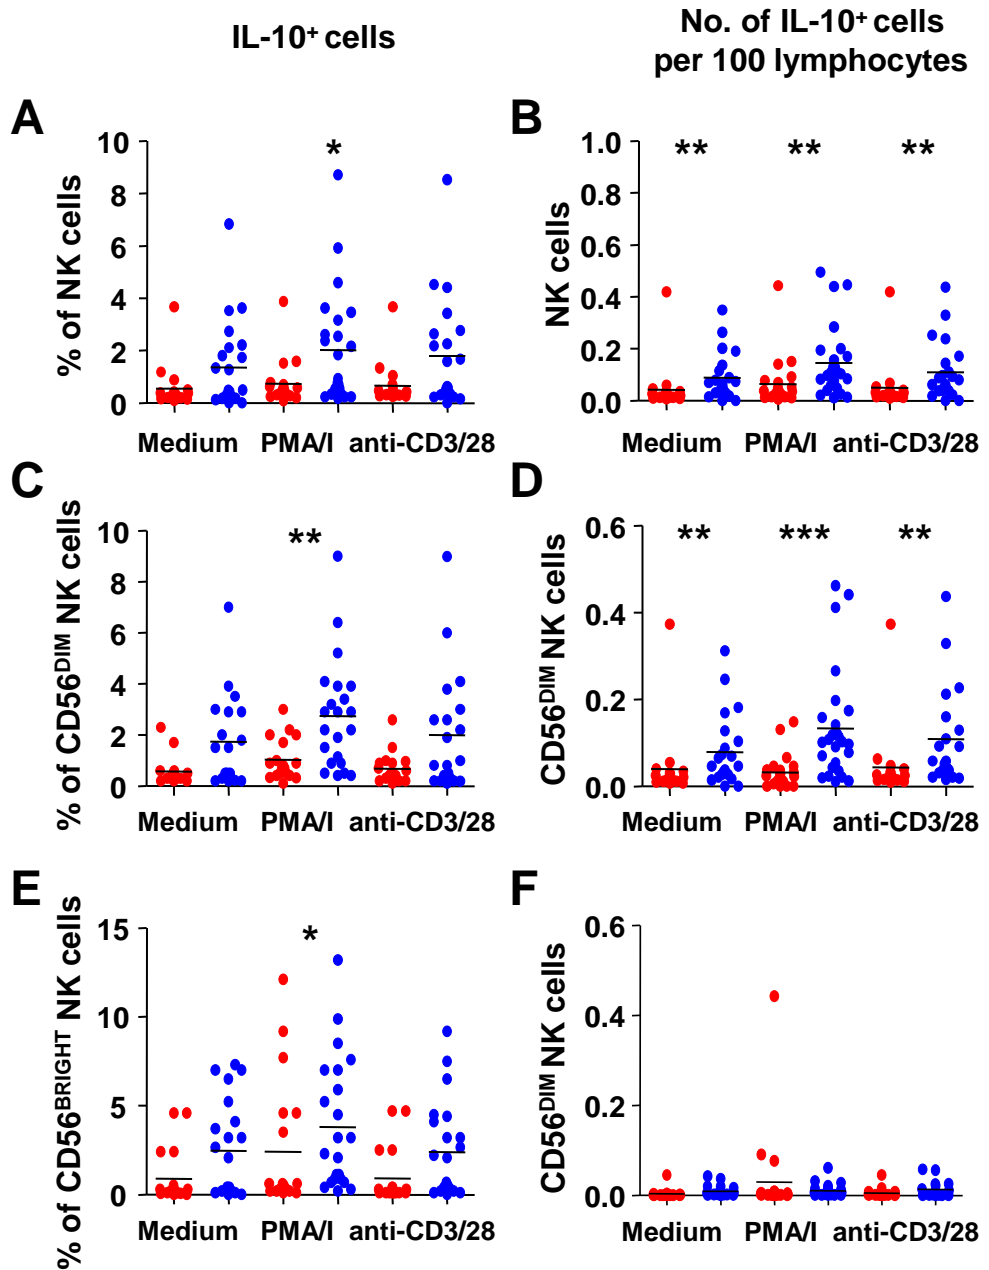 IL-10⁺ cells
No. of IL-10⁺ cells
per 100 lymphocytes
A
% of NK cells
10
8
6
4
2
0
*
Medium PMA/I anti-CD3/28
B
NK cells
1.0
0.8
0.6
0.4
0.2
0.0
** ** **
Medium PMA/I anti-CD3/28
C
% of CD56ᴰᴵᴹ NK cells
10
8
6
4
2
0
**
Medium PMA/I anti-CD3/28
D
CD56ᴰᴵᴹ NK cells
0.6
0.4
0.2
0.0
** *** **
Medium PMA/I anti-CD3/28
E
% of CD56ᴮᴿᴵᴳᴴᵀ NK cells
15
10
5
0
*
Medium PMA/I anti-CD3/28
F
CD56ᴰᴵᴹ NK cells
0.6
0.4
0.2
0.0
Medium PMA/I anti-CD3/28